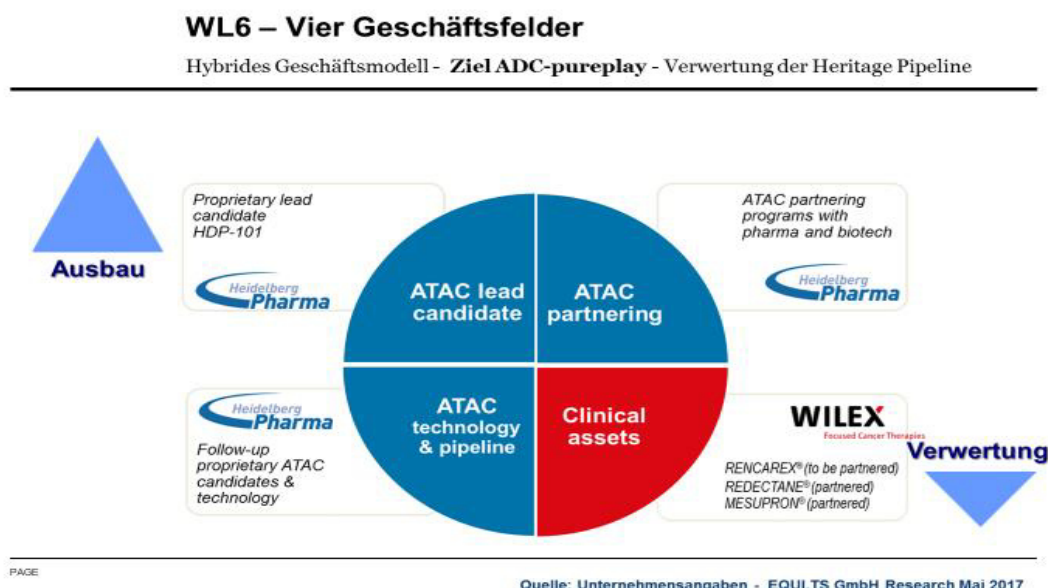 WL6 – Vier Geschäftsfelder
Hybrides Geschäftsmodell - Ziel ADC-pureplay - Verwertung der Heritage Pipeline
Ausbau
Proprietary lead
candidate
HDP-101
Heidelberg
Pharma
ATAC lead
candidate
ATAC
partnering
ATAC partnering
programs with
pharma and biotech
Heidelberg
Pharma
Heidelberg
Pharma
Follow-up
proprietary ATAC
candidates &
technology
ATAC
technology
& pipeline
Clinical
assets
WILEX
Focused Cancer Therapies
RENCAREX® (to be partnered)
REDECTANE® (partnered)
MESUPRON® (partnered)
Verwertung
PAGE
Quelle: Unternehmensangaben - EQUI.TS GmbH Research Mai 2017